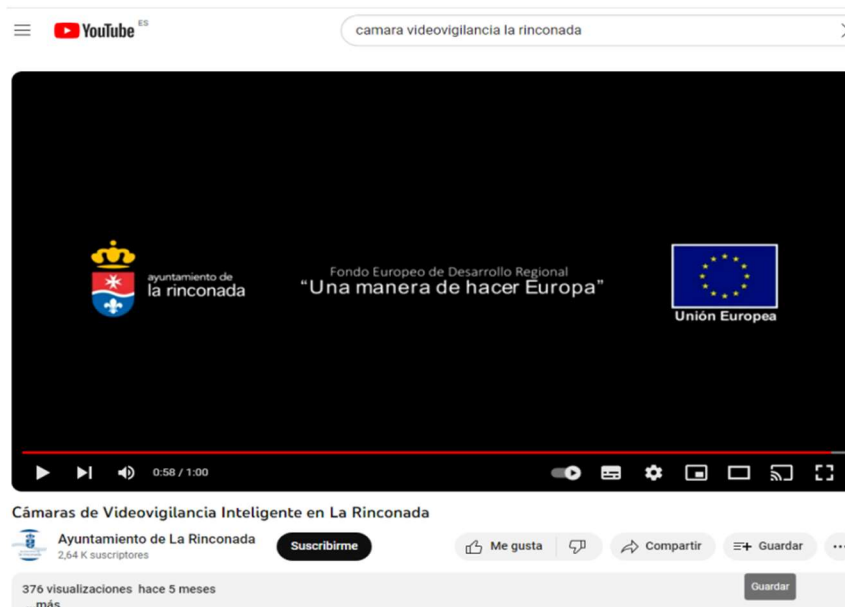 YouTube ES
camara videovigilancia la rinconada
ayuntamiento de
la rinconada
Fondo Europeo de Desarrollo Regional
“Una manera de hacer Europa”
Unión Europea
0:58 / 1:00
Cámaras de Videovigilancia Inteligente en La Rinconada
Ayuntamiento de La Rinconada
2,64 K suscriptores
Suscribirme
Me gusta
Compartir
Guardar
376 visualizaciones hace 5 meses
Guardar
...más